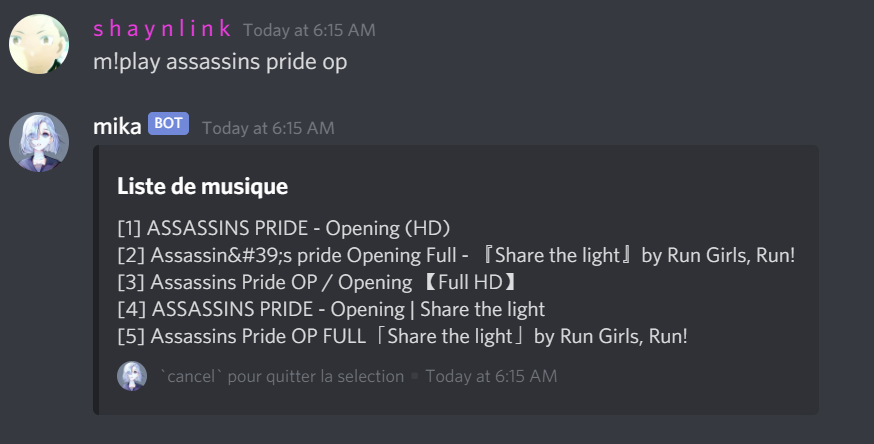 s h a y n l i n k Today at 6:15 AM
m!play assassins pride op
mika BOT Today at 6:15 AM
Liste de musique
[1] ASSASSINS PRIDE - Opening (HD)
[2] Assassin&#39;s pride Opening Full - 『Share the light』by Run Girls, Run!
[3] Assassins Pride OP / Opening 【Full HD】
[4] ASSASSINS PRIDE - Opening | Share the light
[5] Assassins Pride OP FULL「Share the light」by Run Girls, Run!
`cancel` pour quitter la selection • Today at 6:15 AM